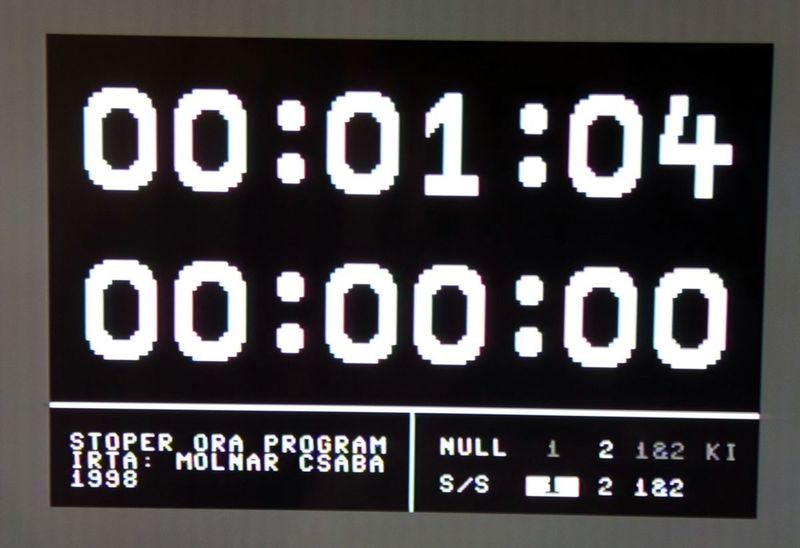 00:01:04
00:00:00
STOPER ORA PROGRAM
IRTA: MOLNAR CSABA
1998
NULL 1 2 1&2 KI
S/S 1 2 1&2